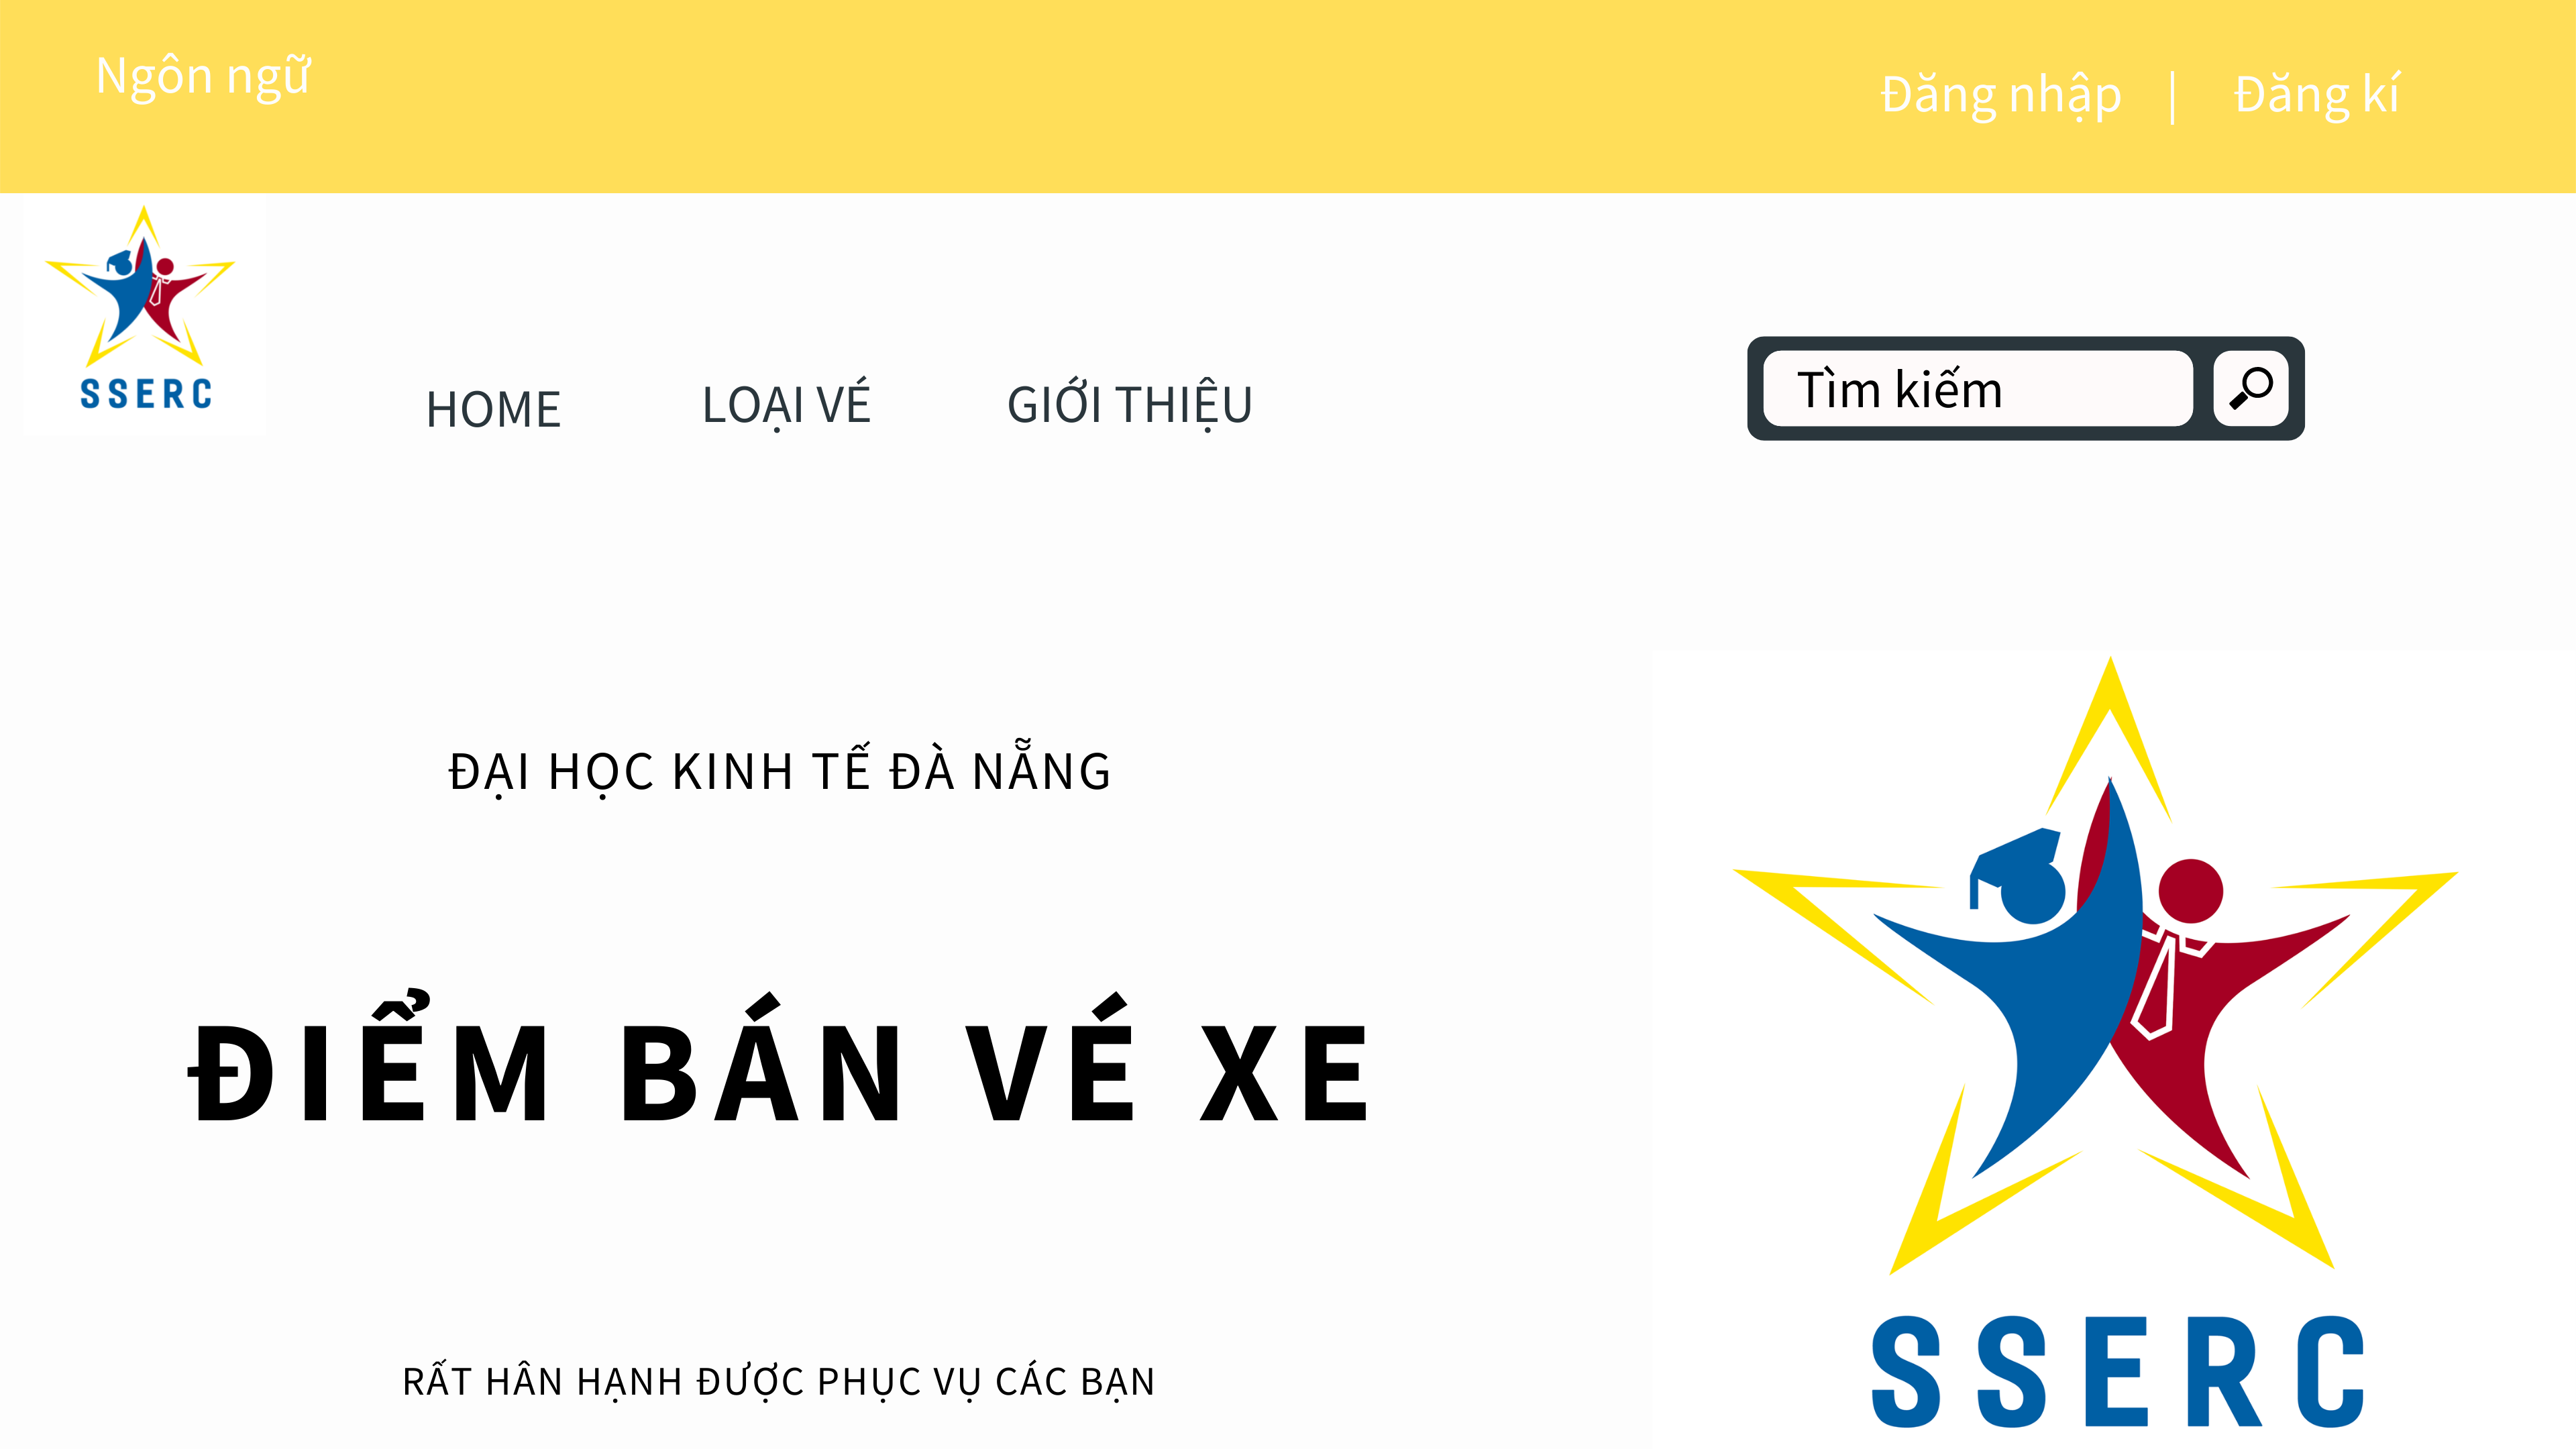 Ngôn ngữ
Đăng nhập | Đăng kí
SSERC
HOME LOẠI VÉ GIỚI THIỆU
Tìm kiếm
ĐẠI HỌC KINH TẾ ĐÀ NẴNG
ĐIỂM BÁN VÉ XE
RẤT HÂN HẠNH ĐƯỢC PHỤC VỤ CÁC BẠN
SSERC